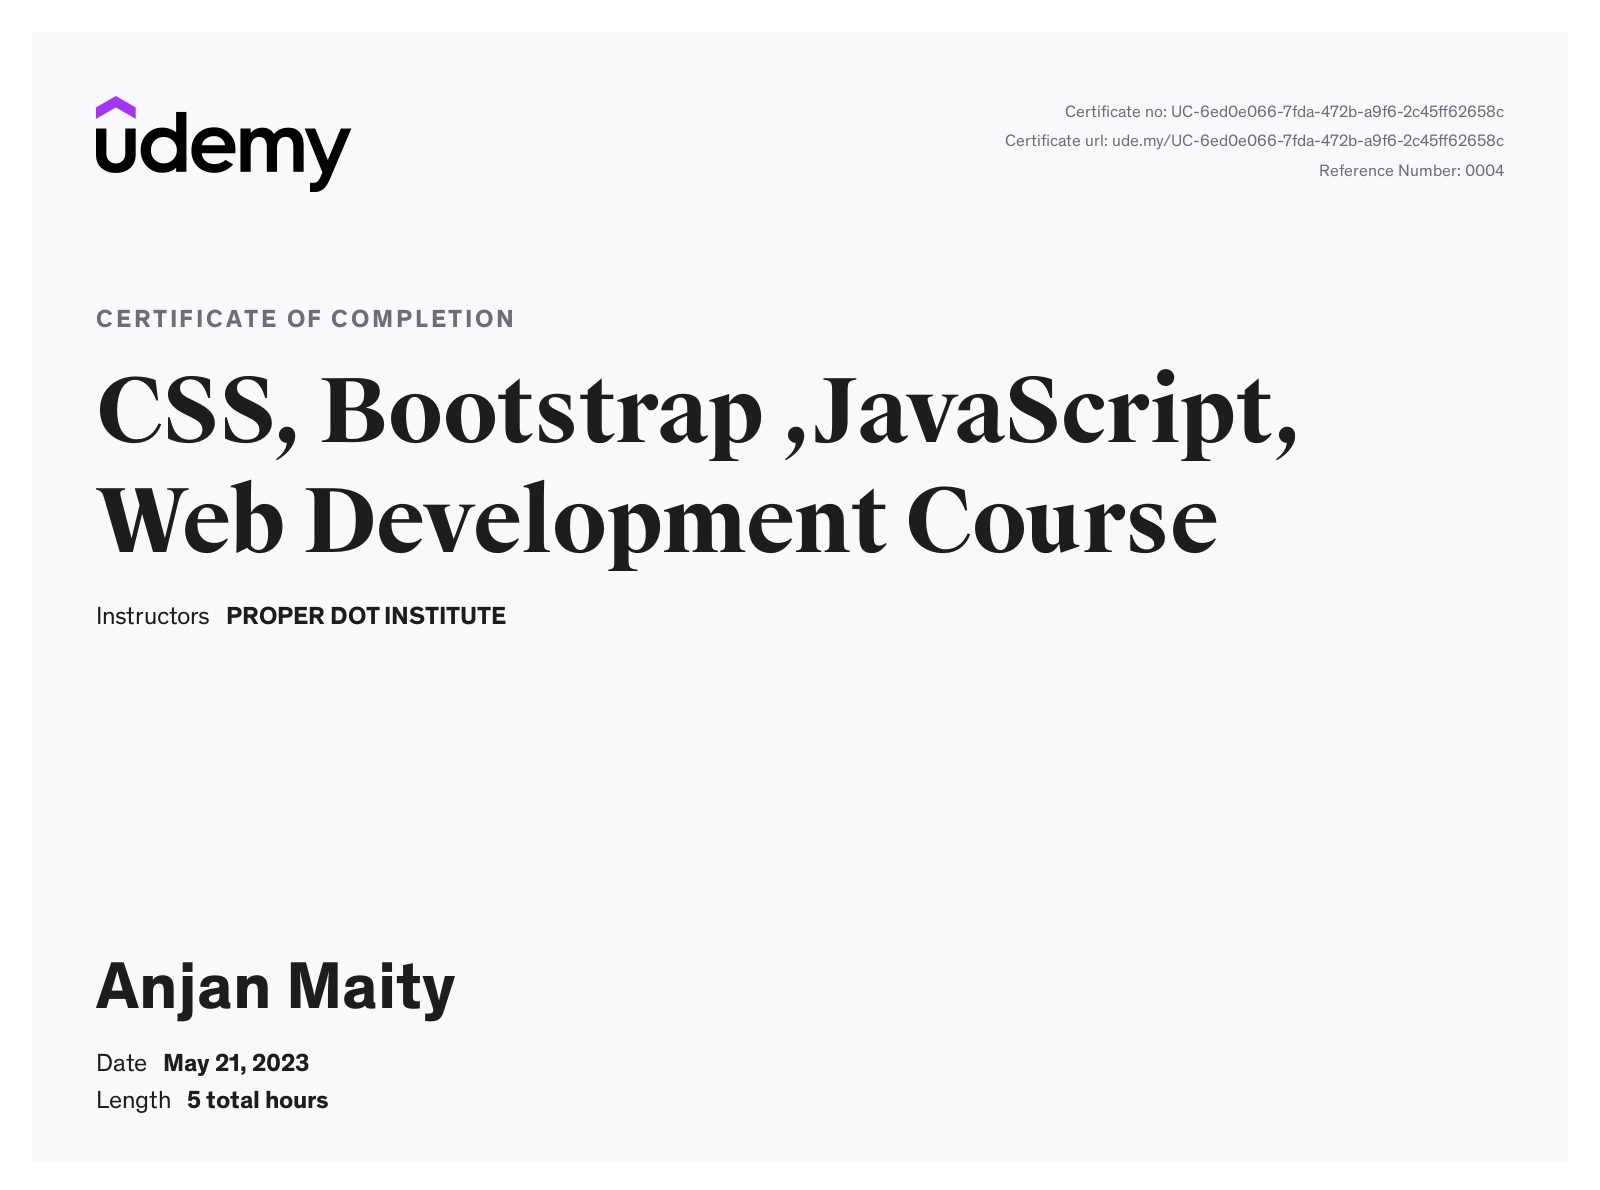 udemy
Certificate no: UC-6ed0e066-7fda-472b-a9f6-2c45ff62658c
Certificate url: ude.my/UC-6ed0e066-7fda-472b-a9f6-2c45ff62658c
Reference Number: 0004
CERTIFICATE OF COMPLETION
CSS, Bootstrap ,JavaScript,
Web Development Course
Instructors PROPER DOT INSTITUTE
Anjan Maity
Date May 21, 2023
Length 5 total hours